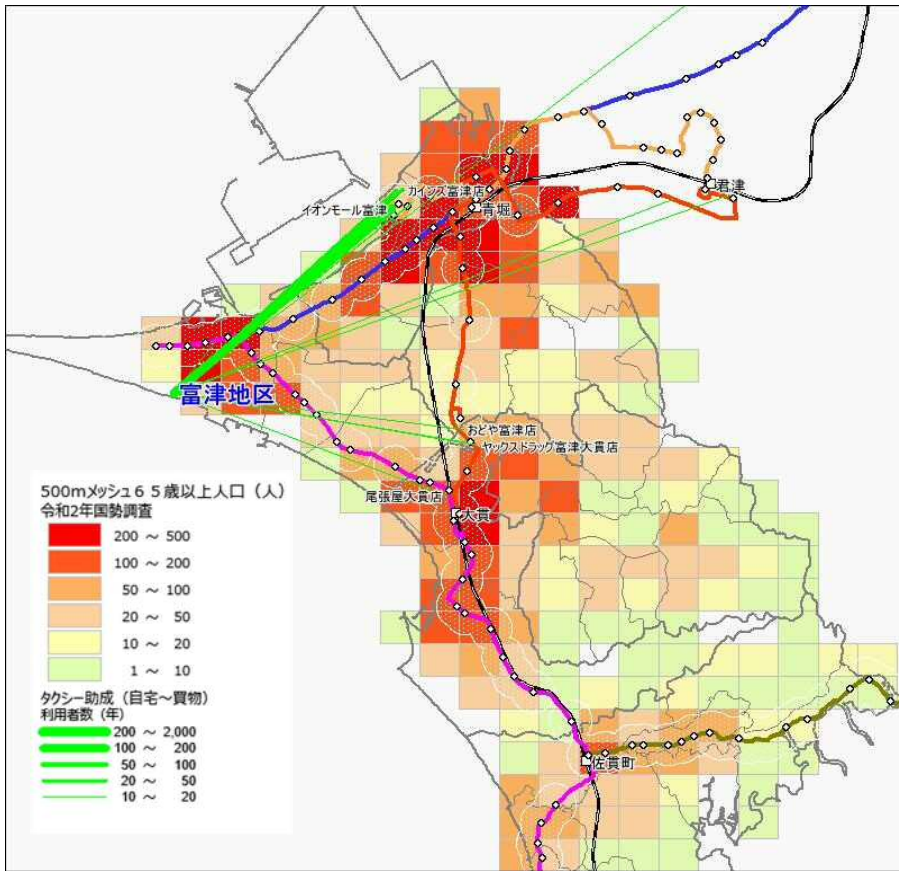 カインズ富津店
君津
イオンモール富津
青堀
富津地区
おどや富津店
ヤックスドラッグ富津大貫店
尾張屋大貫店
大貫
佐貫町
500mメッシュ６５歳以上人口（人）
令和2年国勢調査
200 ～ 500
100 ～ 200
50 ～ 100
20 ～ 50
10 ～ 20
1 ～ 10
タクシー助成（自宅～買物）
利用者数（年）
200 ～ 2,000
100 ～ 200
50 ～ 100
20 ～ 50
10 ～ 20